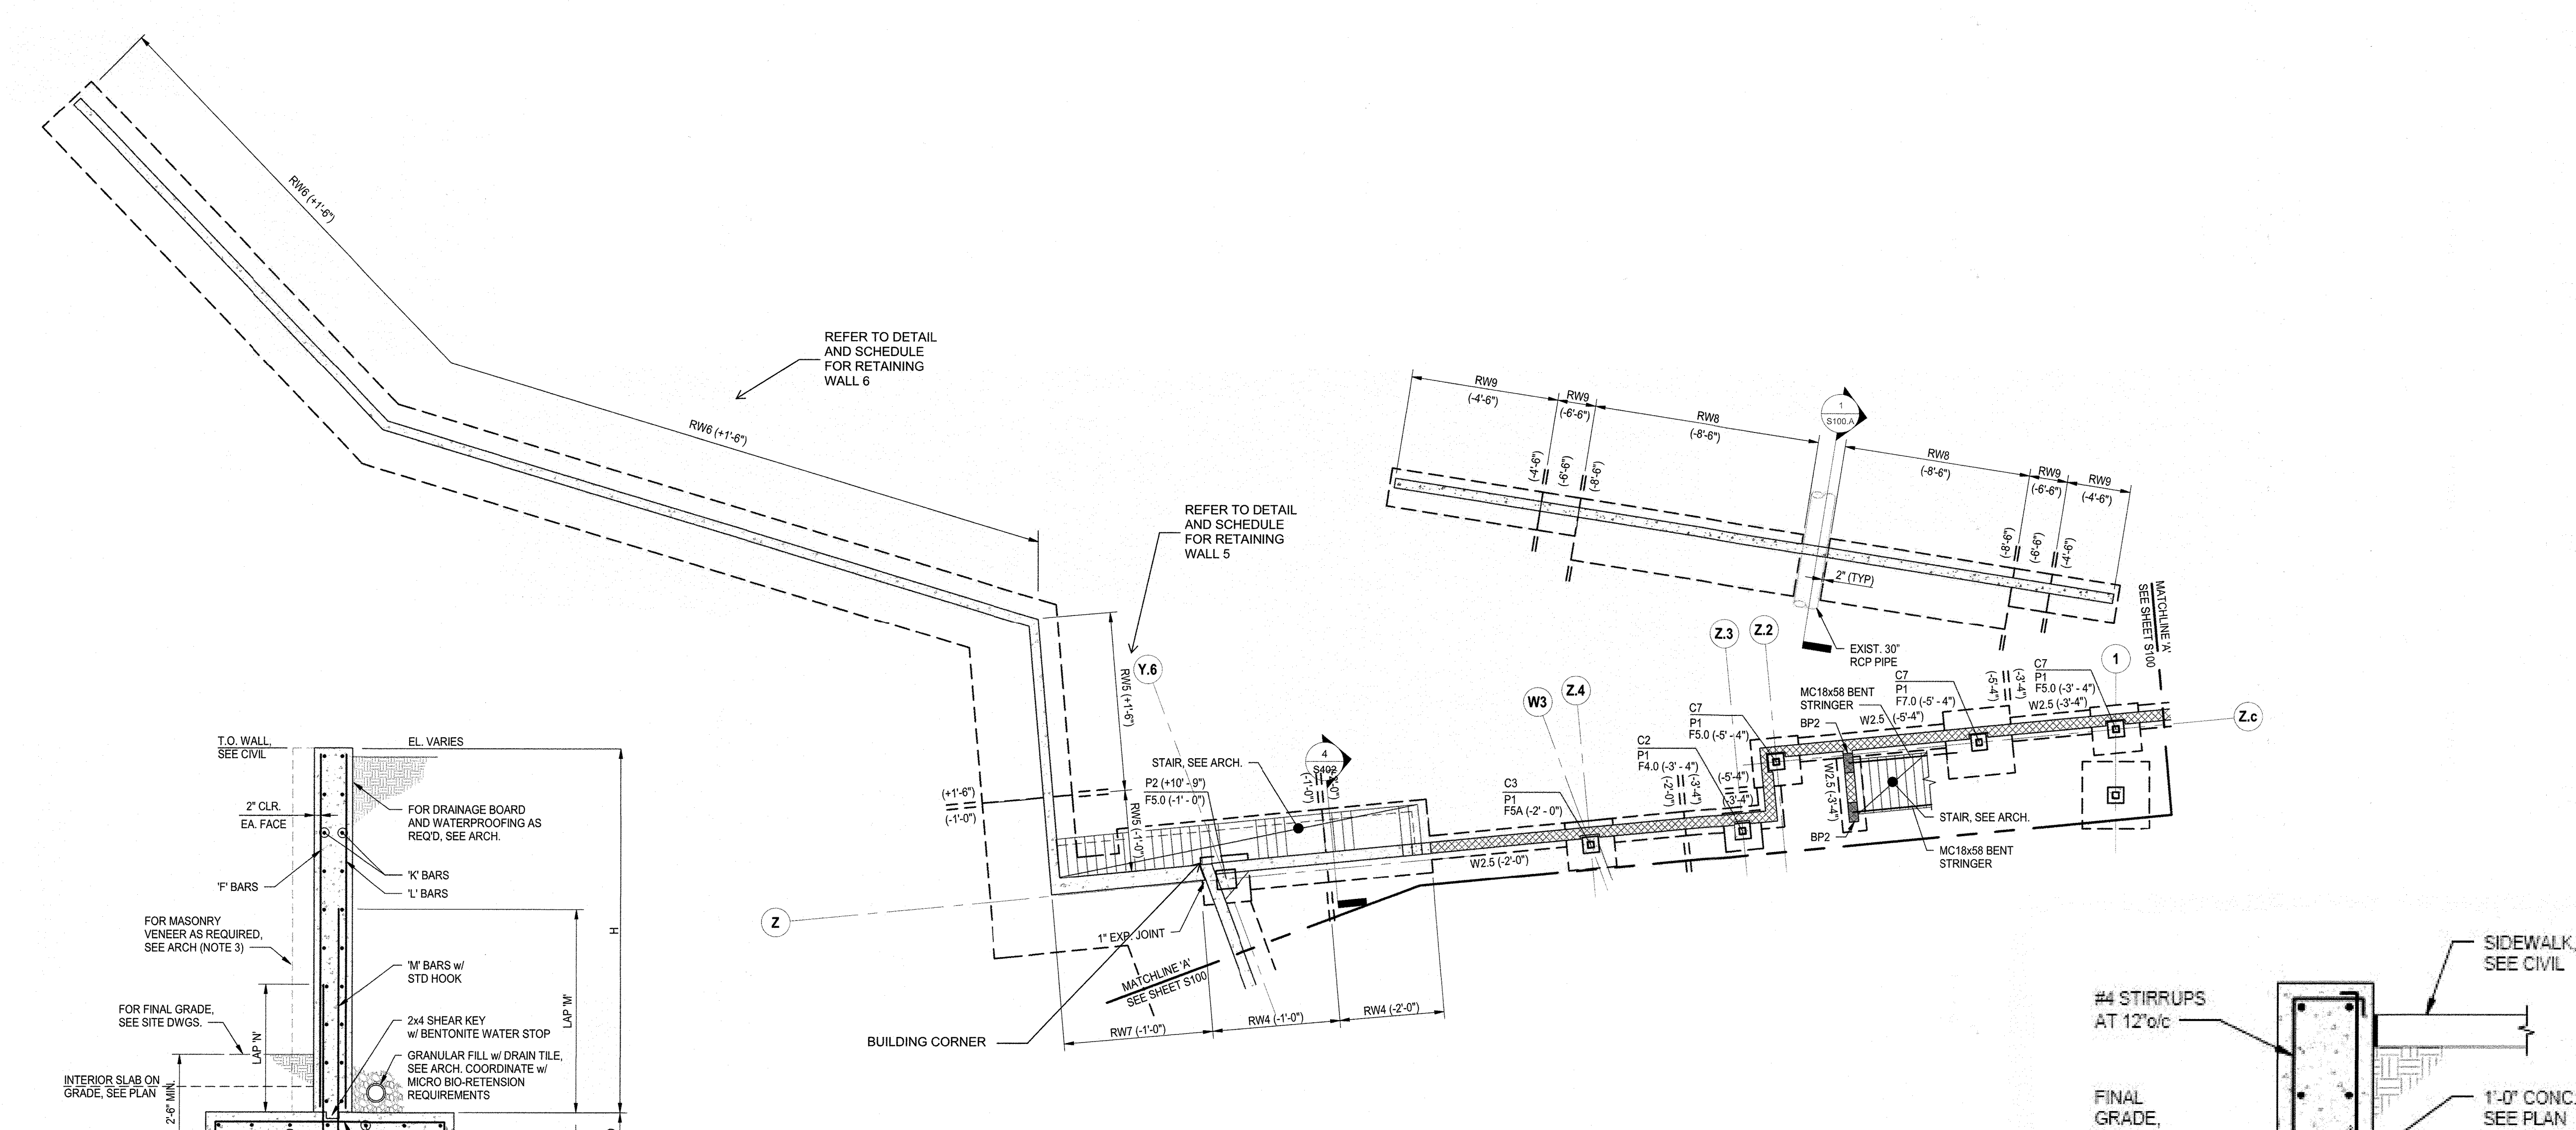 RW6 (+1'-6")
REFER TO DETAIL
AND SCHEDULE
FOR RETAINING
WALL 6
RW6 (+1'-6")
RW9
(-4'-6")
RW9
(-6'-6")
RW8
(-8'-6")
1
S100.A
RW8
(-8'-6")
RW9
(-6'-6")
RW9
(-4'-6")
(-4'-6")
(-6'-6")
(-8'-6")
(-8'-6")
(-6'-6")
(-4'-6")
2" (TYP)
EXIST. 30"
RCP PIPE
MATCHLINE 'A'
SEE SHEET S100
REFER TO DETAIL
AND SCHEDULE
FOR RETAINING
WALL 5
RW5 (+1'-6")
Y.6
(+1'-6")
(-1'-0")
RW5 (-1'-0")
STAIR, SEE ARCH.
P2 (+10' - 9")
F5.0 (-1' - 0")
4
S402
(-1'-0")
W3
Z.4
Z.3
Z.2
1
Z.c
Z
C3
P1
F5A (-2' - 0")
C2
P1
F4.0 (-3' - 4")
(-2'-0")
(-3'-4")
(-5'-4")
(-3'-4")
C7
P1
F5.0 (-5' - 4")
MC18x58 BENT
STRINGER
BP2
W2.5 (-5'-4")
C7
P1
F7.0 (-5' - 4")
(-5'-4")
(-3'-4")
C7
P1
F5.0 (-3' - 4")
W2.5 (-3'-4")
W2.5 (-3'-4")
BP2
STAIR, SEE ARCH.
MC18x58 BENT
STRINGER
W2.5 (-2'-0")
1" EXP. JOINT
MATCHLINE 'A'
SEE SHEET S100
BUILDING CORNER
RW7 (-1'-0")
RW4 (-1'-0")
RW4 (-2'-0")
T.O. WALL,
SEE CIVIL
EL. VARIES
2" CLR.
EA. FACE
FOR DRAINAGE BOARD
AND WATERPROOFING AS
REQ'D, SEE ARCH.
'K' BARS
'F' BARS
'L' BARS
FOR MASONRY
VENEER AS REQUIRED,
SEE ARCH (NOTE 3)
'M' BARS w/
STD HOOK
H
LAP 'M'
LAP 'N'
FOR FINAL GRADE,
SEE SITE DWGS.
2x4 SHEAR KEY
w/ BENTONITE WATER STOP
GRANULAR FILL w/ DRAIN TILE,
SEE ARCH. COORDINATE w/
MICRO BIO-RETENTION
REQUIREMENTS
INTERIOR SLAB ON
GRADE, SEE PLAN
2'-6" MIN.
SIDEWALK,
SEE CIVIL
#4 STIRRUPS
AT 12"o/c
FINAL
GRADE,
1'-0" CONC.
SEE PLAN